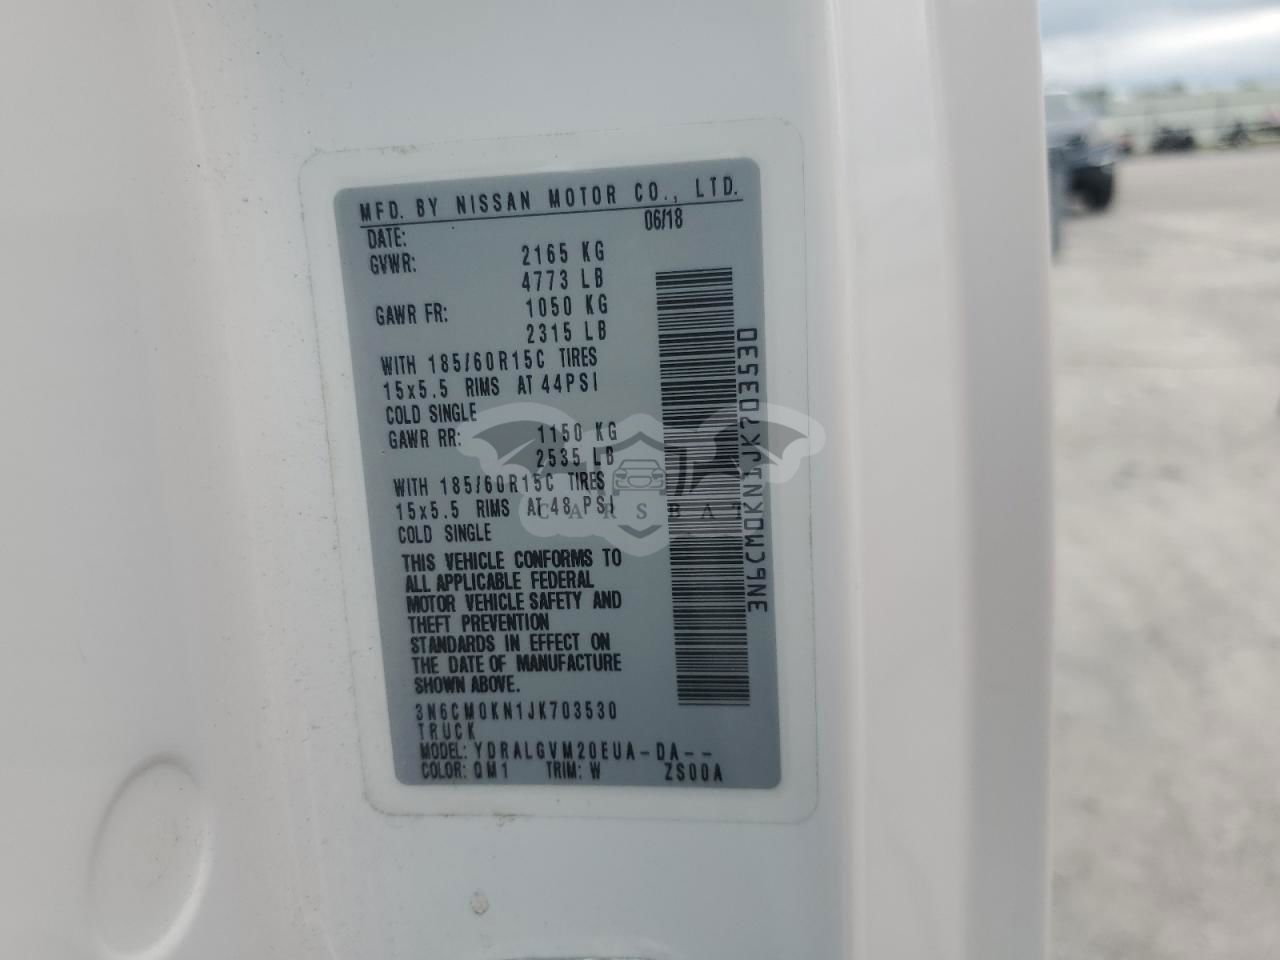 MFD. BY NISSAN MOTOR CO., LTD.
DATE: 06/18
GVWR: 2165 KG
4773 LB
GAWR FR: 1050 KG
2315 LB
WITH 185/60R15C TIRES
15x5.5 RIMS AT 44PSI
COLD SINGLE
GAWR RR: 1150 KG
2535 LB
WITH 185/60R15C TIRES
15x5.5 RIMS AT 48 PSI
COLD SINGLE
THIS VEHICLE CONFORMS TO
ALL APPLICABLE FEDERAL
MOTOR VEHICLE SAFETY AND
THEFT PREVENTION
STANDARDS IN EFFECT ON
THE DATE OF MANUFACTURE
SHOWN ABOVE.
3N6CM0KN1JK703530
TRUCK
MODEL: YDRALGVM20EUA-DA--
COLOR: QM1 TRIM: W ZS00A
3N6CM0KN1JK703530
CARSBAT